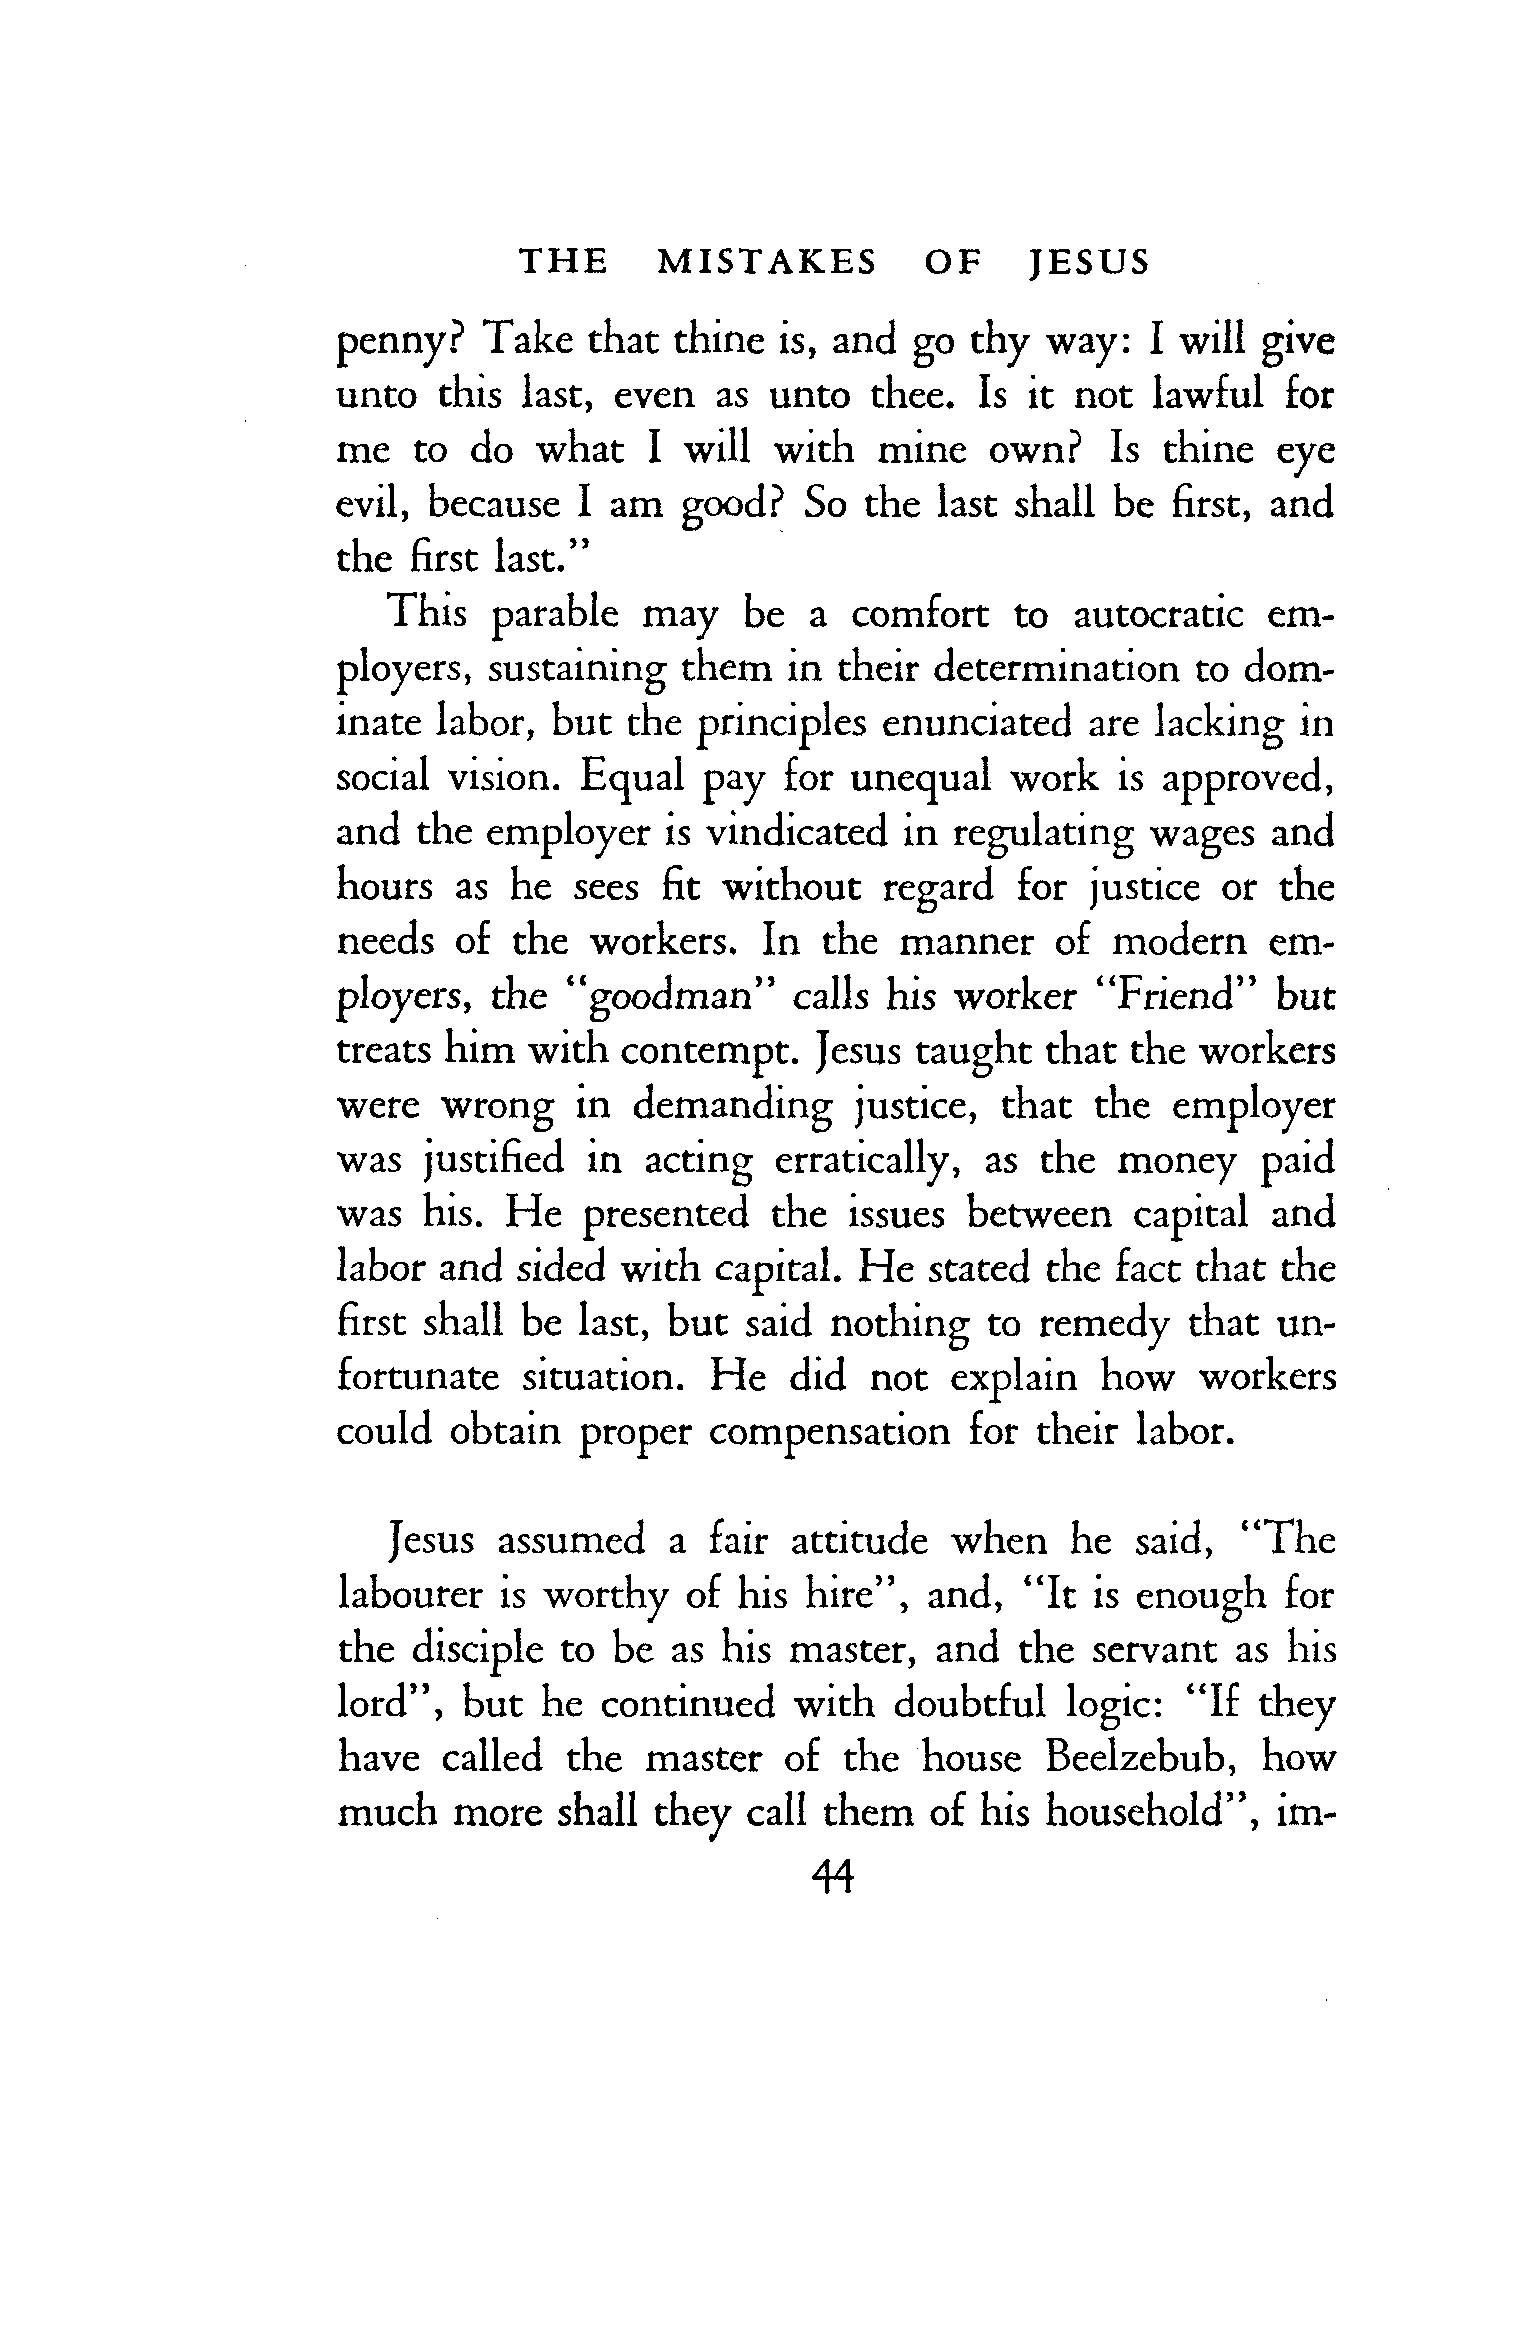 THE MISTAKES OF JESUS
penny? Take that thine is, and go thy way: I will give
unto this last, even as unto thee. Is it not lawful for
me to do what I will with mine own? Is thine eye
evil, because I am good? So the last shall be first, and
the first last.”
This parable may be a comfort to autocratic em-
ployers, sustaining them in their determination to dom-
inate labor, but the principles enunciated are lacking in
social vision. Equal pay for unequal work is approved,
and the employer is vindicated in regulating wages and
hours as he sees fit without regard for justice or the
needs of the workers. In the manner of modern em-
ployers, the “goodman” calls his worker “Friend” but
treats him with contempt. Jesus taught that the workers
were wrong in demanding justice, that the employer
was justified in acting erratically, as the money paid
was his. He presented the issues between capital and
labor and sided with capital. He stated the fact that the
first shall be last, but said nothing to remedy that un-
fortunate situation. He did not explain how workers
could obtain proper compensation for their labor.
Jesus assumed a fair attitude when he said, “The
labourer is worthy of his hire”, and, “It is enough for
the disciple to be as his master, and the servant as his
lord”, but he continued with doubtful logic: “If they
have called the master of the house Beelzebub, how
much more shall they call them of his household”, im-
44